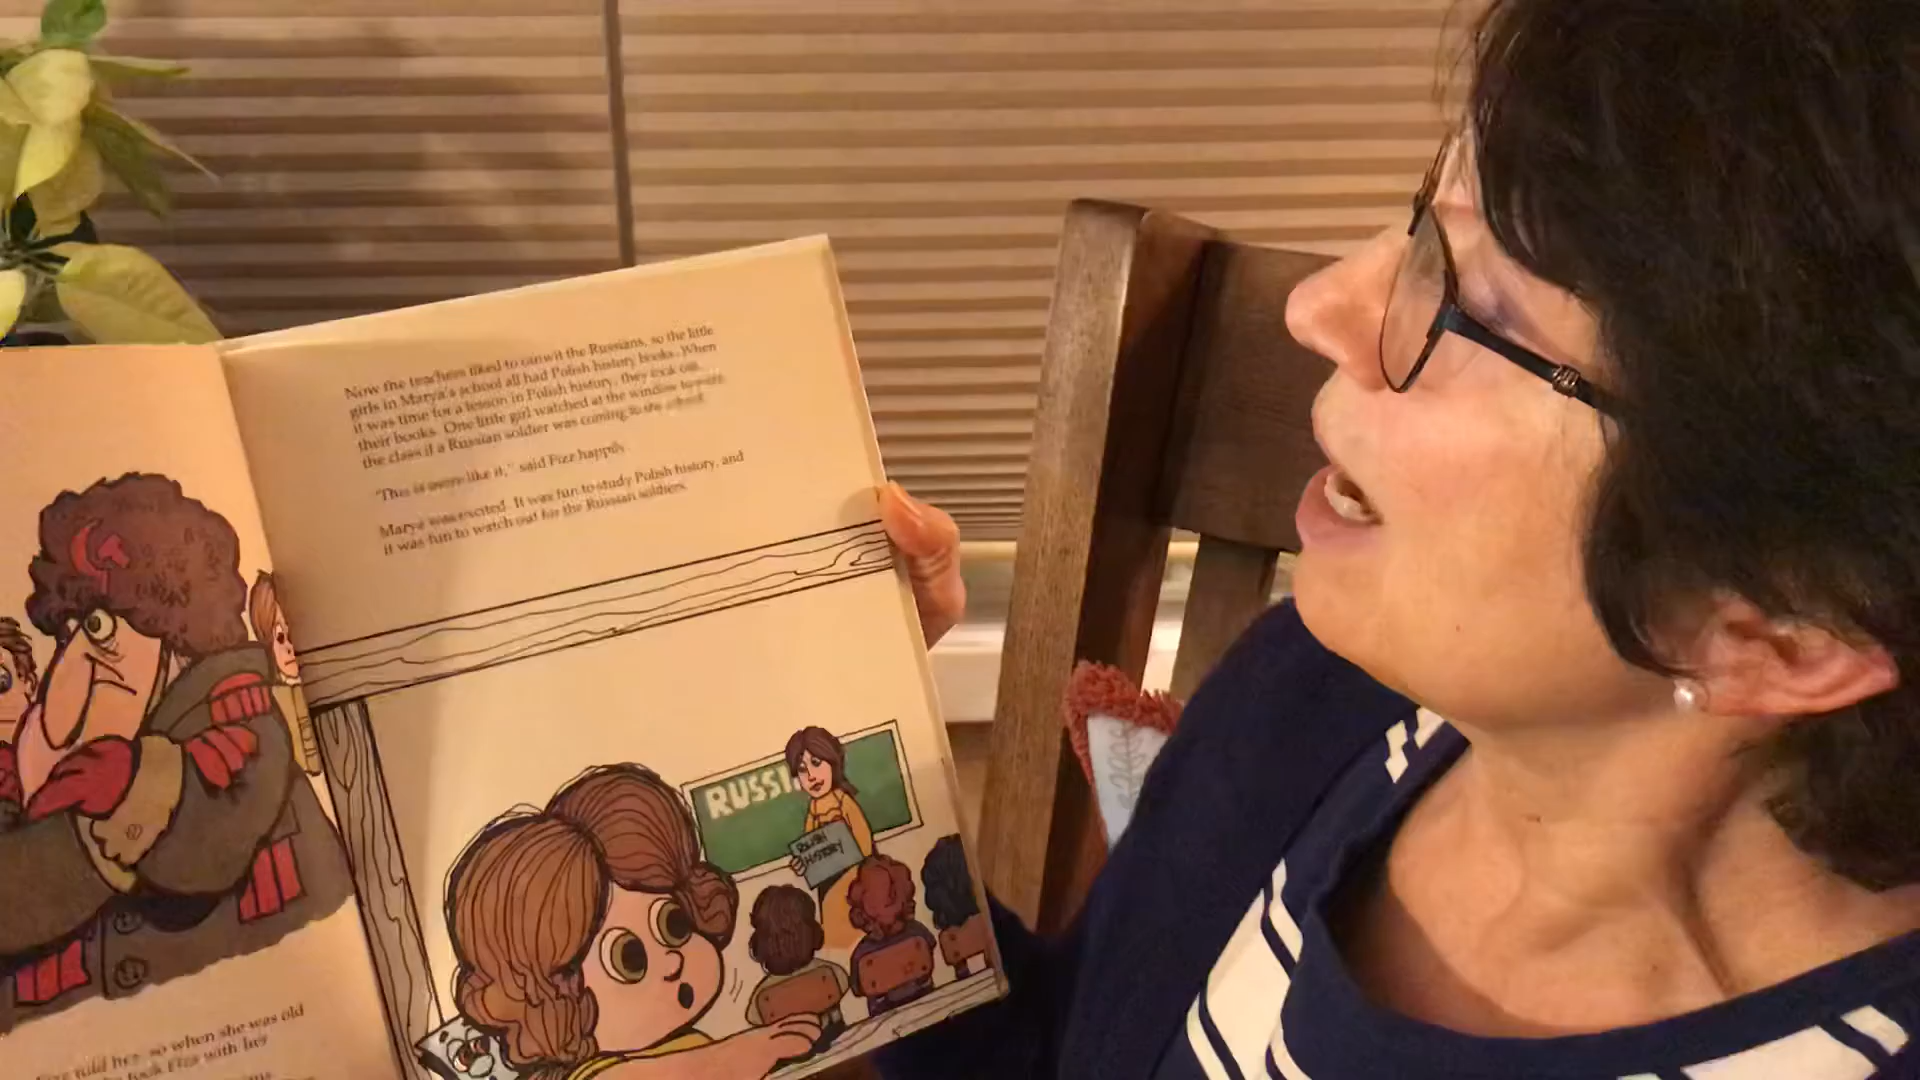 told her, so when she was old
took Fizz with her
Now the teachers liked to outwit the Russians, so the little
girls in Marya's school all had Polish history books. When
it was time for a lesson in Polish history, they took out
their books. One little girl watched at the window to warn
the class if a Russian soldier was coming to the school.
"This is more like it," said Fizz happily.
Marya was excited. It was fun to study Polish history, and
it was fun to watch out for the Russian soldiers.
RUSSI
POLISH
HISTORY